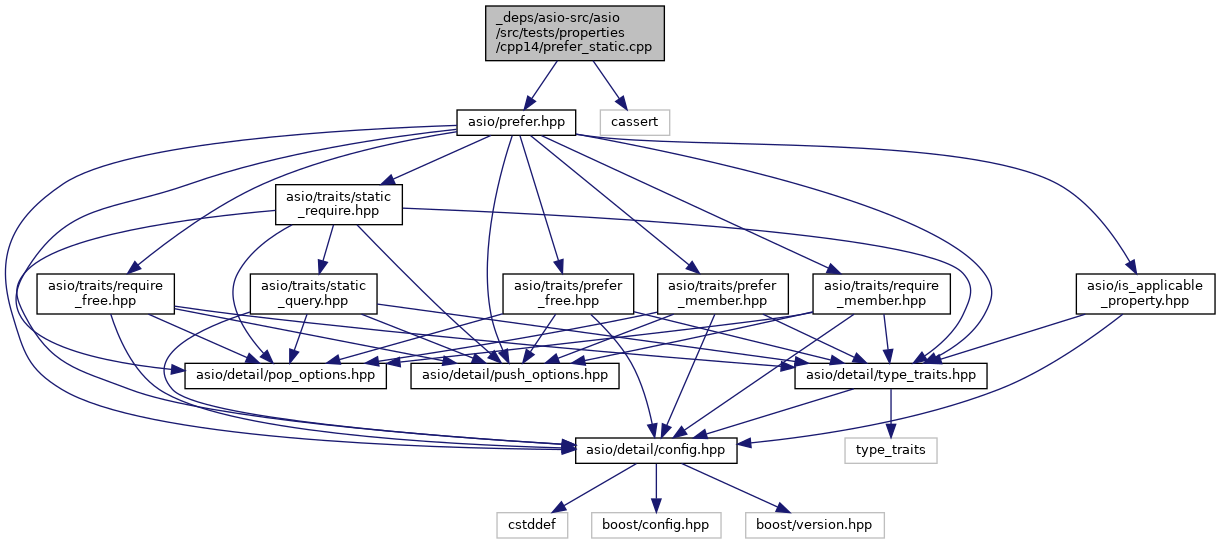 _deps/asio-src/asio
/src/tests/properties
/cpp14/prefer_static.cpp
asio/prefer.hpp
cassert
asio/traits/static
_require.hpp
asio/traits/require
_free.hpp
asio/traits/static
_query.hpp
asio/traits/prefer
_free.hpp
asio/traits/prefer
_member.hpp
asio/traits/require
_member.hpp
asio/is_applicable
_property.hpp
asio/detail/pop_options.hpp
asio/detail/push_options.hpp
asio/detail/type_traits.hpp
asio/detail/config.hpp
type_traits
cstddef
boost/config.hpp
boost/version.hpp